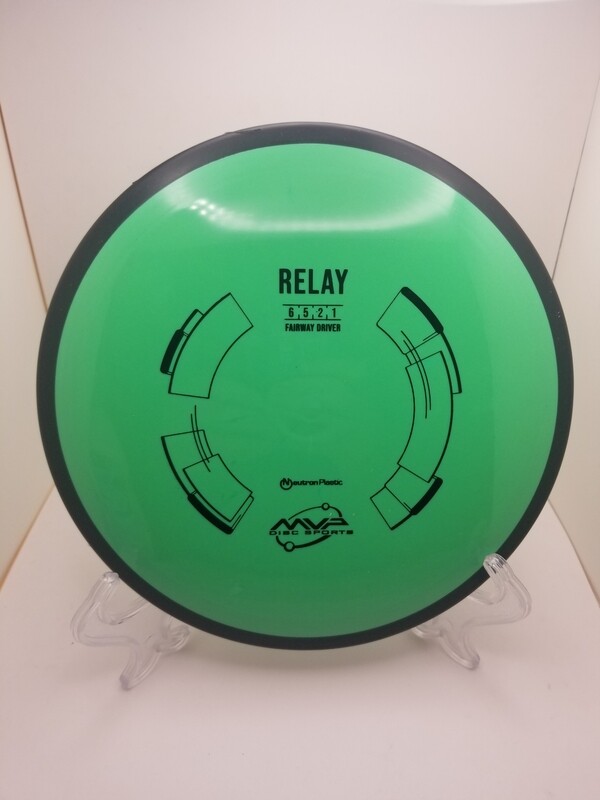 RELAY
6 5 2 1
FAIRWAY DRIVER
Neutron Plastic
MVP
DISC SPORTS